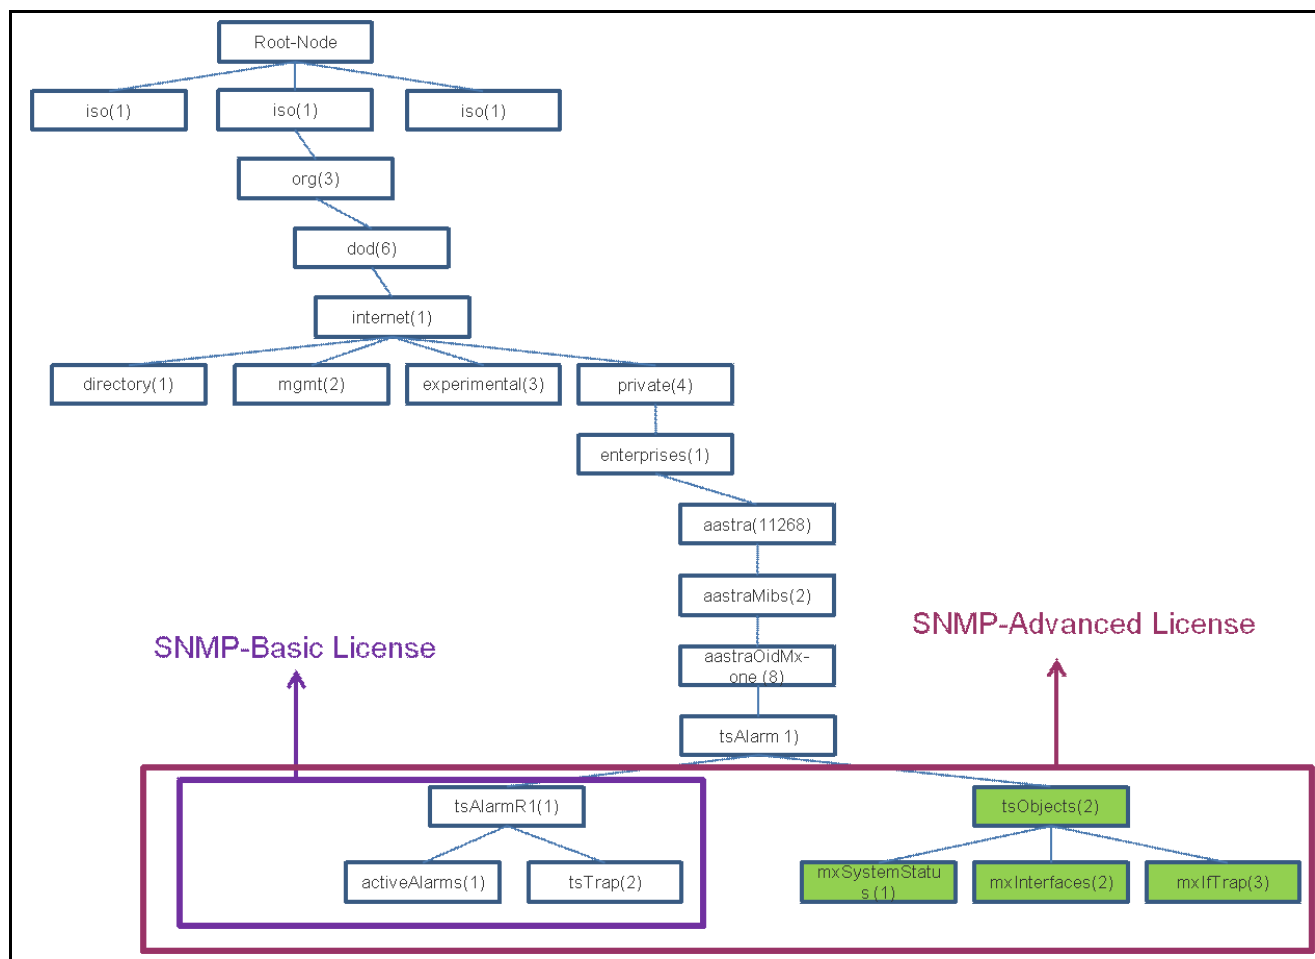 Root-Node
iso(1)
iso(1)
iso(1)
org(3)
dod(6)
internet(1)
directory(1)
mgmt(2)
experimental(3)
private(4)
enterprises(1)
aastra(11268)
aastraMibs(2)
SNMP-Basic License
SNMP-Advanced License
aastraOidMx-
one (8)
tsAlarm 1)
tsAlarmR1(1)
tsObjects(2)
activeAlarms(1)
tsTrap(2)
mxSystemStatu
s (1)
mxInterfaces(2)
mxIfTrap(3)